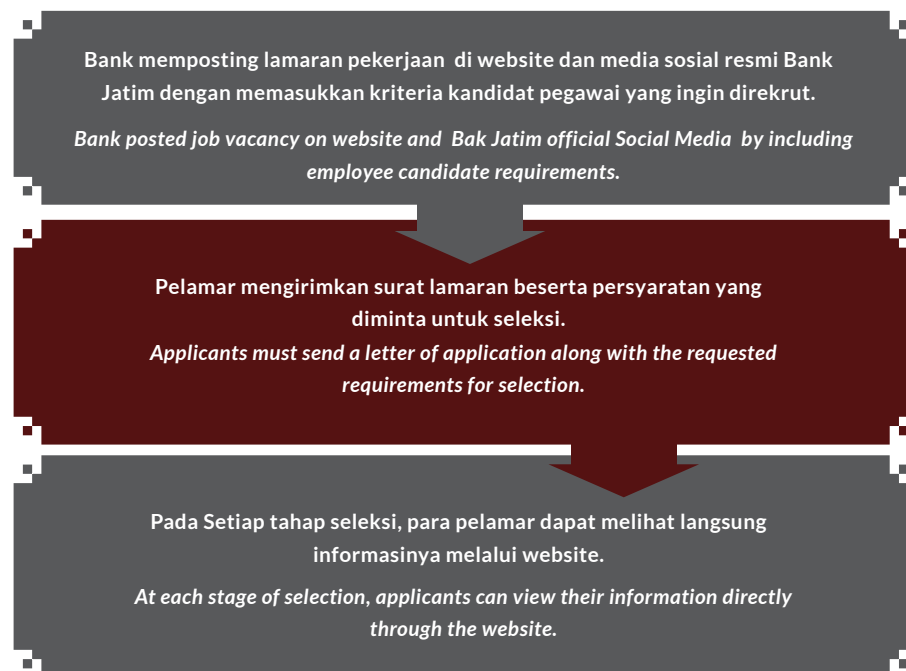 Bank memposting lamaran pekerjaan di website dan media sosial resmi Bank
Jatim dengan memasukkan kriteria kandidat pegawai yang ingin direkrut.
Bank posted job vacancy on website and Bak Jatim official Social Media by including
employee candidate requirements.
Pelamar mengirimkan surat lamaran beserta persyaratan yang
diminta untuk seleksi.
Applicants must send a letter of application along with the requested
requirements for selection.
Pada Setiap tahap seleksi, para pelamar dapat melihat langsung
informasinya melalui website.
At each stage of selection, applicants can view their information directly
through the website.